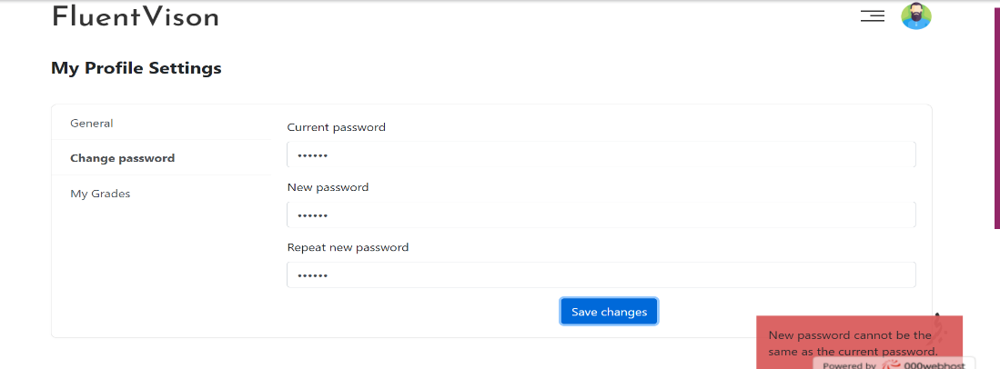 FluentVison
My Profile Settings
General
Change password
My Grades
Current password
••••••
New password
••••••
Repeat new password
••••••
Save changes
New password cannot be the
same as the current password.
Powered by 000webhost